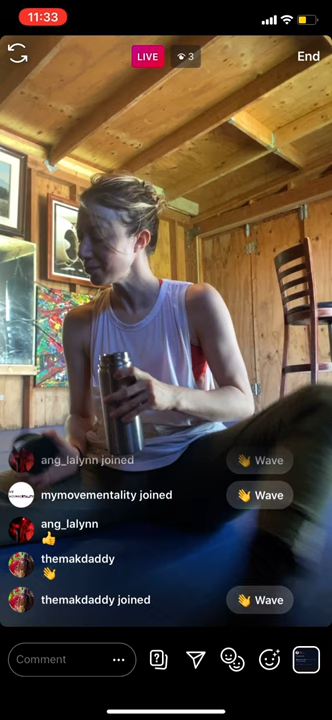 11:33
LIVE
3
End
ang_lalynn joined
Wave
mymovementality joined
Wave
ang_lalynn
themakdaddy
themakdaddy joined
Wave
Comment